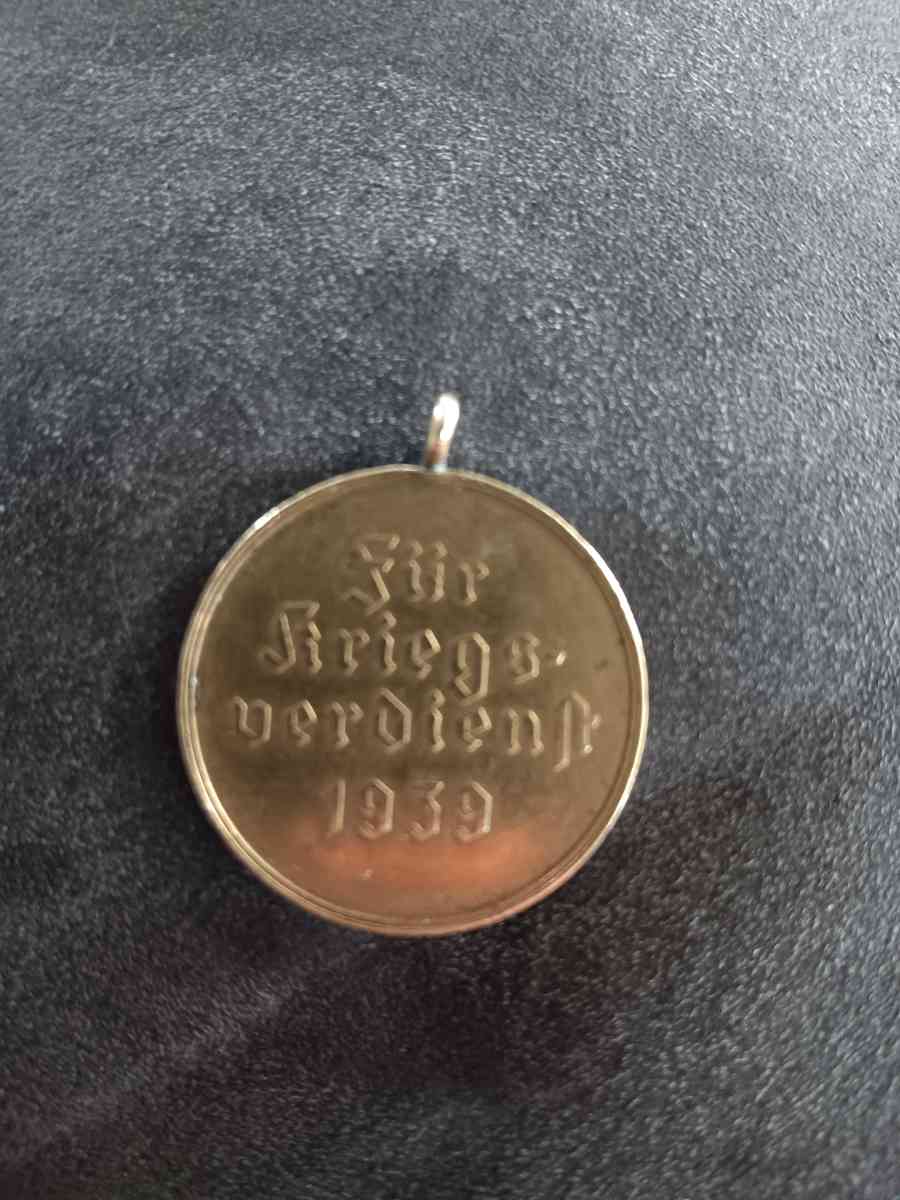 Für
Kriegs-
verdienst
1939